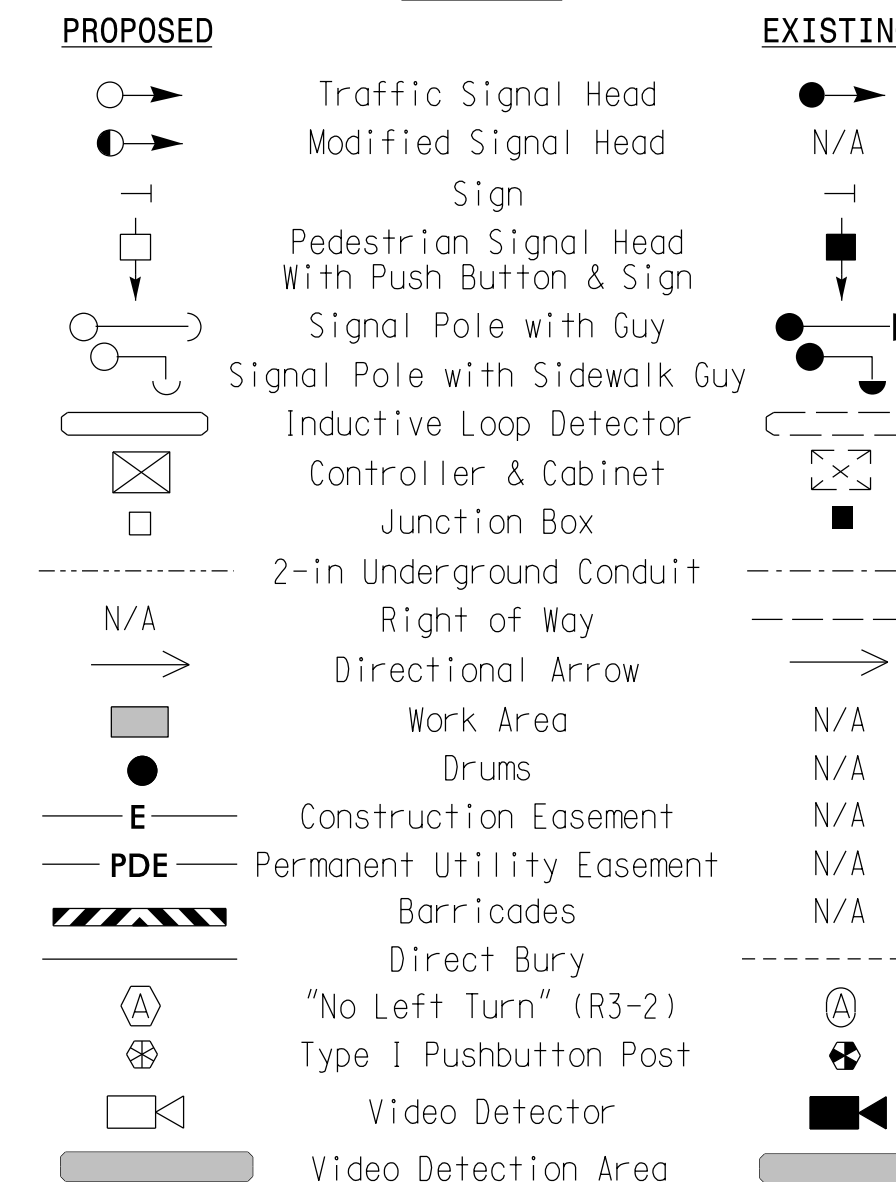 PROPOSED EXISTIN
Traffic Signal Head
Modified Signal Head N/A
Sign
Pedestrian Signal Head
With Push Button & Sign
Signal Pole with Guy
Signal Pole with Sidewalk Guy
Inductive Loop Detector
Controller & Cabinet
Junction Box
2-in Underground Conduit
N/A Right of Way
Directional Arrow
Work Area N/A
Drums N/A
E Construction Easement N/A
PDE Permanent Utility Easement N/A
Barricades N/A
Direct Bury
A "No Left Turn" (R3-2) A
Type I Pushbutton Post
Video Detector
Video Detection Area